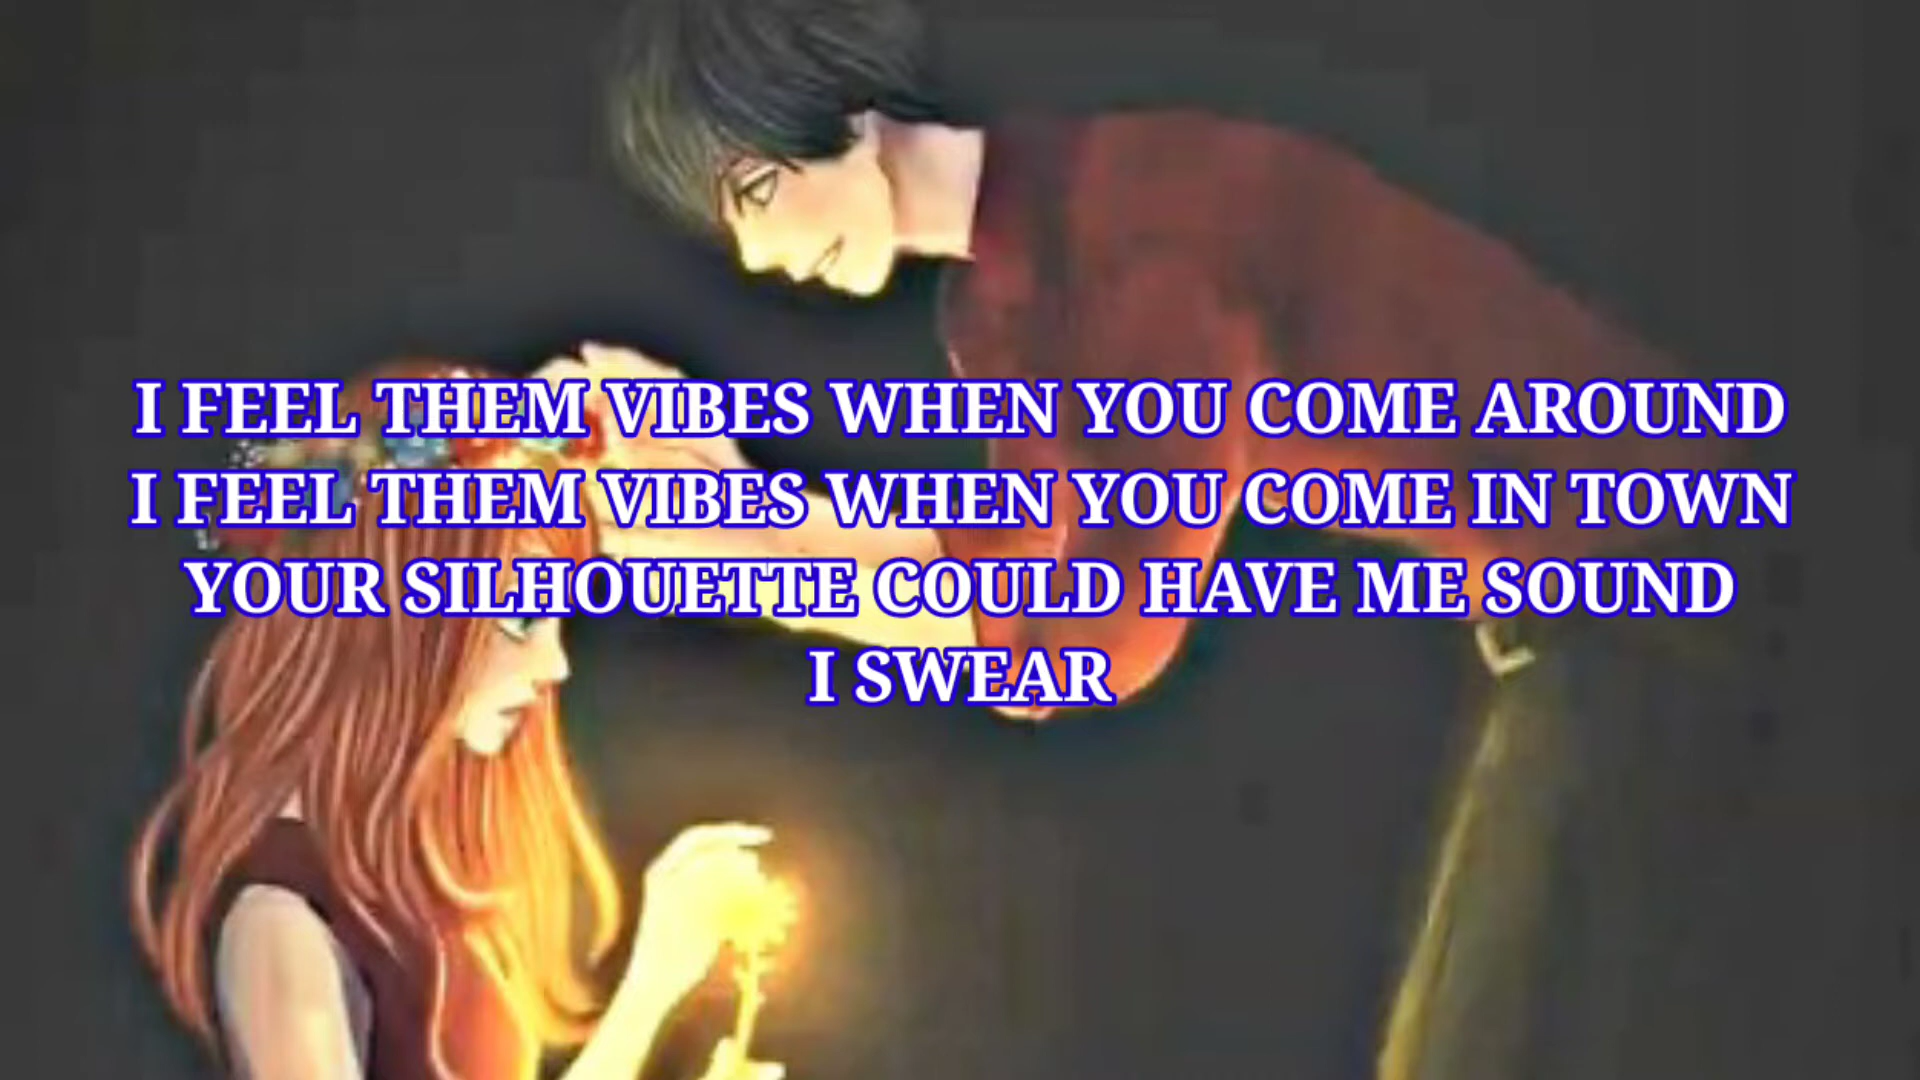 I FEEL THEM VIBES WHEN YOU COME AROUND
I FEEL THEM VIBES WHEN YOU COME IN TOWN
YOUR SILHOUETTE COULD HAVE ME SOUND
I SWEAR